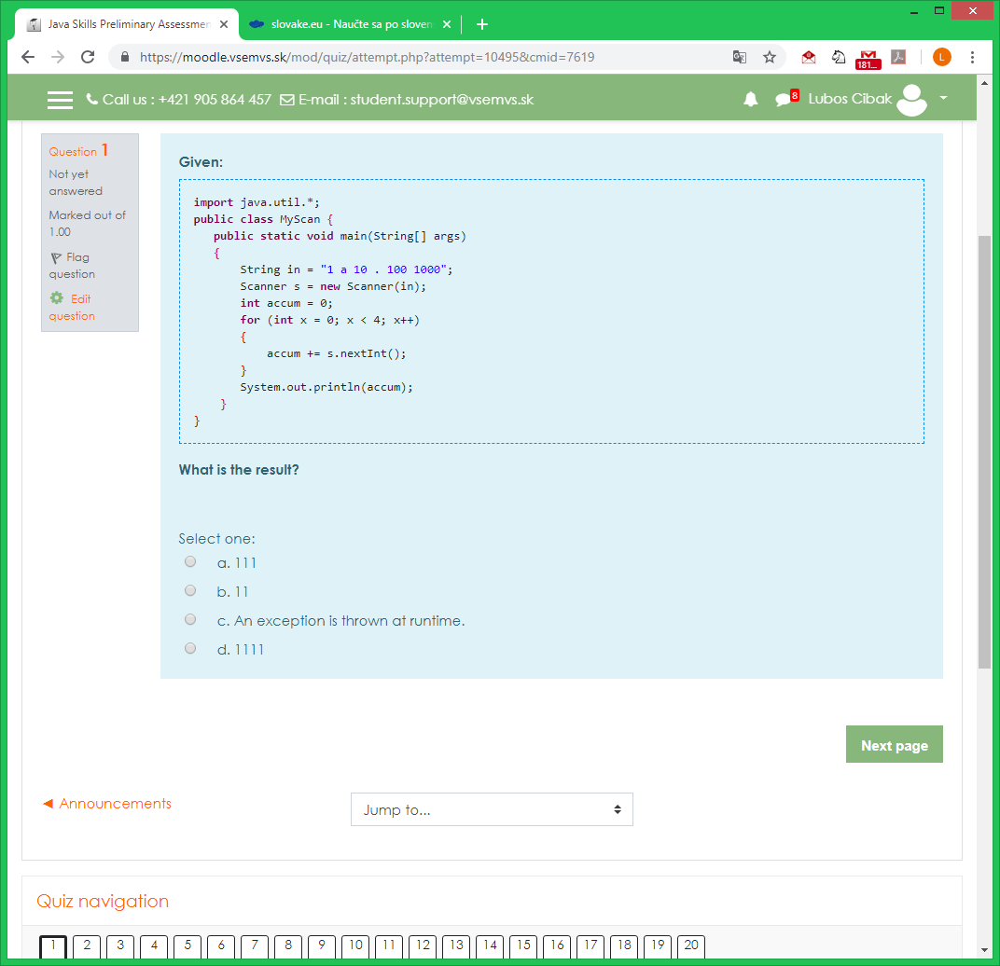 Java Skills Preliminary Assessmen
slovake.eu - Naučte sa po sloven
https://moodle.vsemvs.sk/mod/quiz/attempt.php?attempt=10495&cmid=7619
181...
L
Call us : +421 905 864 457 E-mail : student.support@vsemvs.sk
8
Lubos Cibak
Question 1
Not yet
answered
Marked out of
1.00
Flag
question
Edit
question
Given:
import java.util.*;
public class MyScan {
public static void main(String[] args)
{
String in = "1 a 10 . 100 1000";
Scanner s = new Scanner(in);
int accum = 0;
for (int x = 0; x < 4; x++)
{
accum += s.nextInt();
}
System.out.println(accum);
}
}
What is the result?
Select one:
a. 111
b. 11
c. An exception is thrown at runtime.
d. 1111
Next page
◄ Announcements
Jump to...
Quiz navigation
1 2 3 4 5 6 7 8 9 10 11 12 13 14 15 16 17 18 19 20